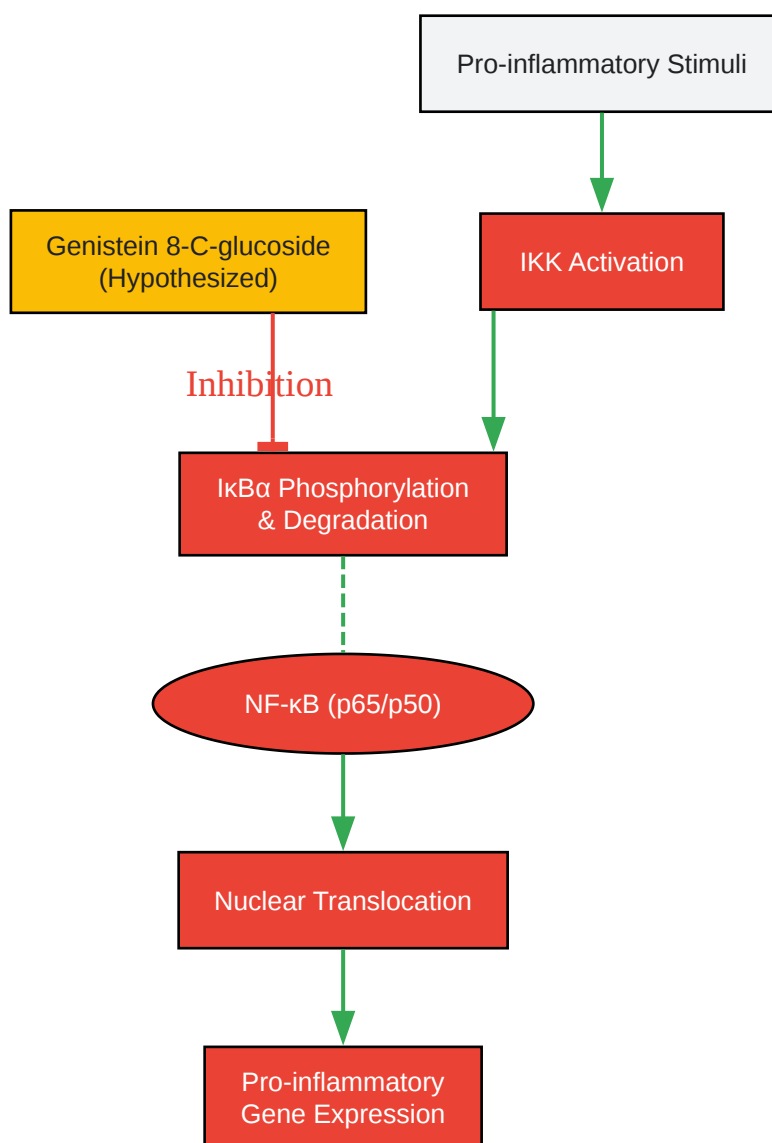 Pro-inflammatory Stimuli
Genistein 8-C-glucoside
(Hypothesized)
IKK Activation
Inhibition
IκBα Phosphorylation
& Degradation
NF-κB (p65/p50)
Nuclear Translocation
Pro-inflammatory
Gene Expression